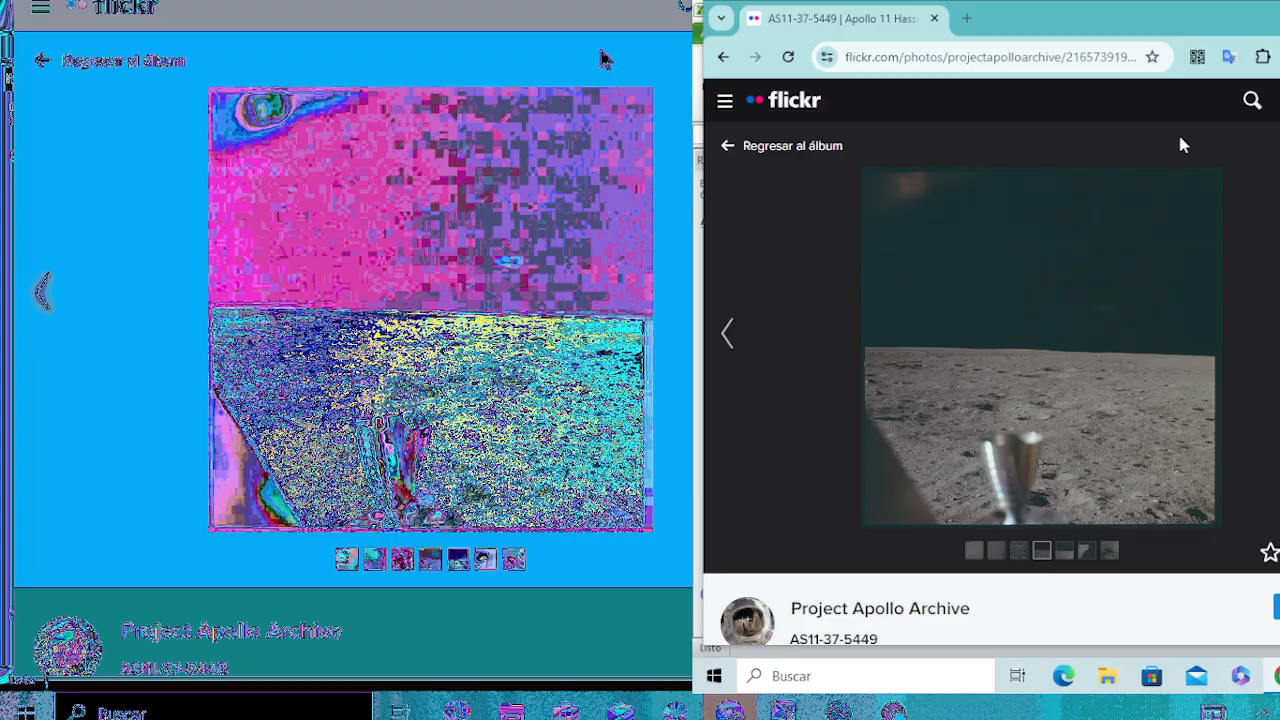 flickr
Regresar al álbum
Project Apollo Archive
AS11-37-5449
Buscar
AS11-37-5449 | Apollo 11 Hass
flickr.com/photos/projectapolloarchive/216573919...
flickr
Regresar al álbum
Project Apollo Archive
AS11-37-5449
Listo
Buscar